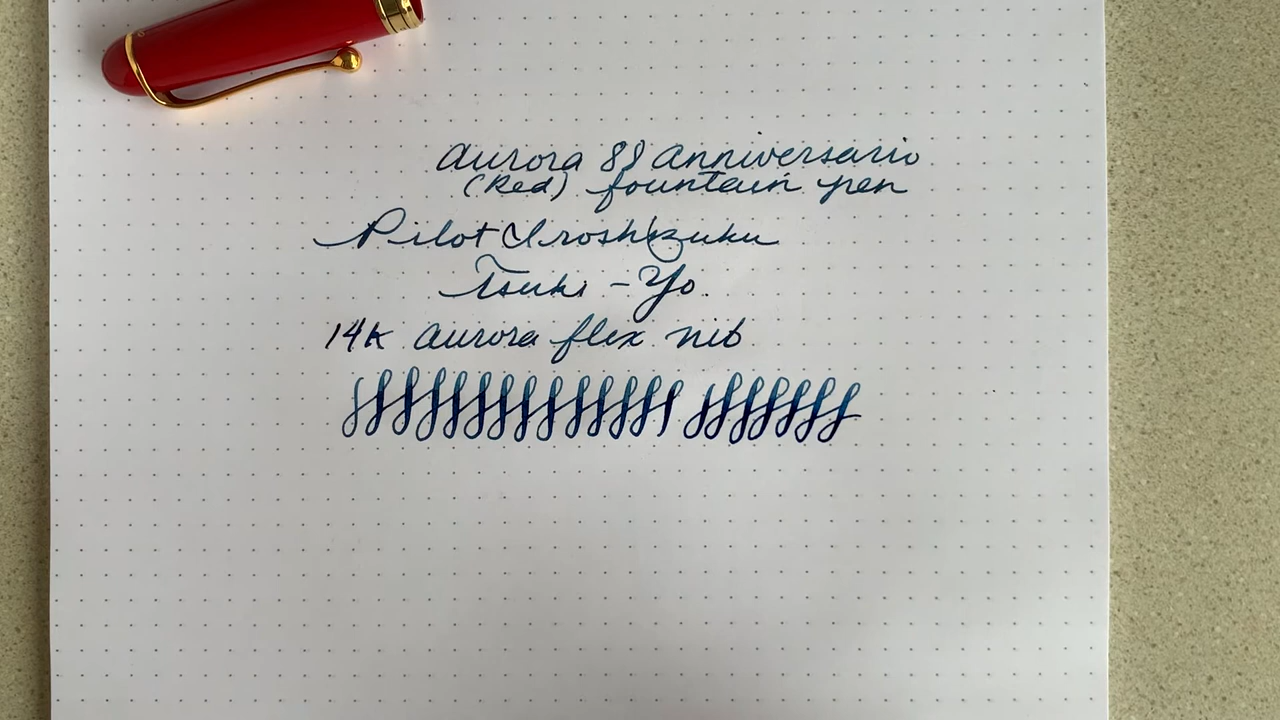 Aurora 88 Anniversario
(Red) fountain pen
Pilot Iroshizuku
Tsuki-Yo
14K Aurora flex nib